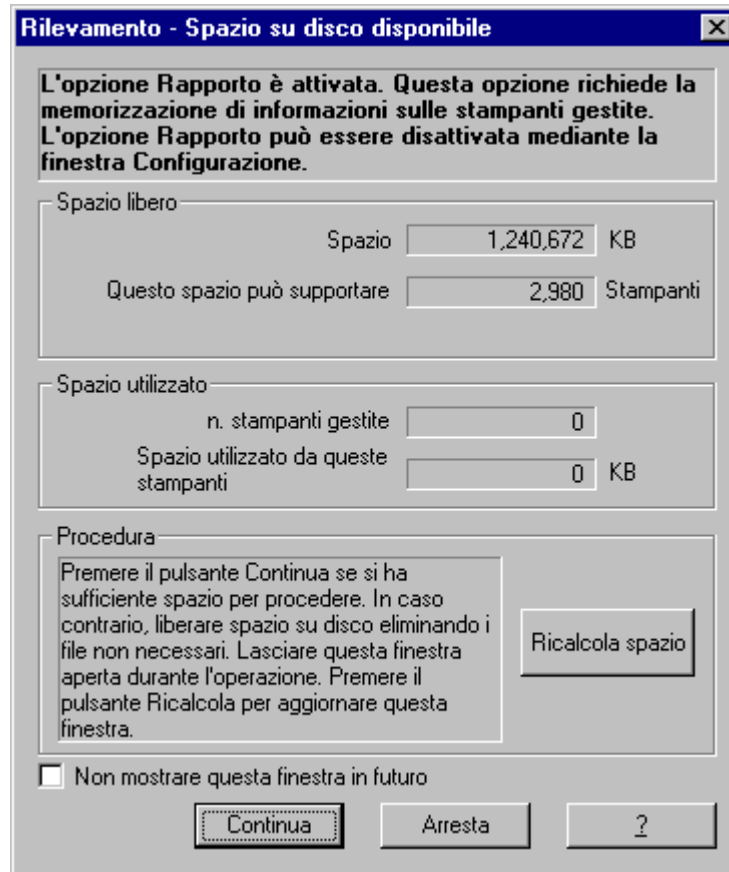 Rilevamento - Spazio su disco disponibile
L'opzione Rapporto è attivata. Questa opzione richiede la
memorizzazione di informazioni sulle stampanti gestite.
L'opzione Rapporto può essere disattivata mediante la
finestra Configurazione.
Spazio libero
Spazio 1,240,672 KB
Questo spazio può supportare 2,980 Stampanti
Spazio utilizzato
n. stampanti gestite 0
Spazio utilizzato da queste
stampanti 0 KB
Procedura
Premere il pulsante Continua se si ha
sufficiente spazio per procedere. In caso
contrario, liberare spazio su disco eliminando i
file non necessari. Lasciare questa finestra
aperta durante l'operazione. Premere il
pulsante Ricalcola per aggiornare questa
finestra.
Ricalcola spazio
Non mostrare questa finestra in futuro
Continua Arresta ?